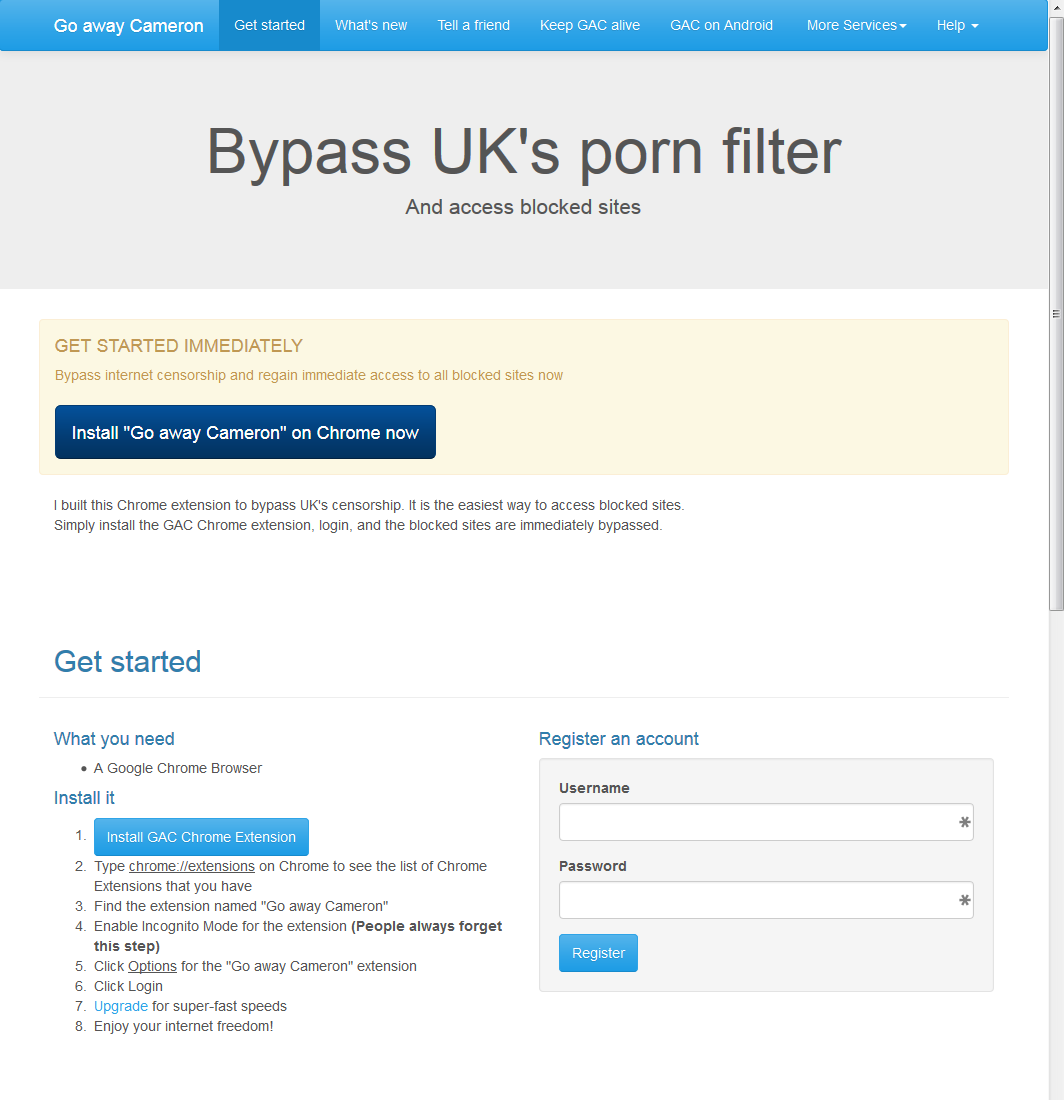 Go away Cameron Get started What's new Tell a friend Keep GAC alive GAC on Android More Services Help
Bypass UK's porn filter
And access blocked sites
GET STARTED IMMEDIATELY
Bypass internet censorship and regain immediate access to all blocked sites now
Install "Go away Cameron" on Chrome now
I built this Chrome extension to bypass UK's censorship. It is the easiest way to access blocked sites.
Simply install the GAC Chrome extension, login, and the blocked sites are immediately bypassed.
Get started
What you need
• A Google Chrome Browser
Install it
1. Install GAC Chrome Extension
2. Type chrome://extensions on Chrome to see the list of Chrome
Extensions that you have
3. Find the extension named "Go away Cameron"
4. Enable Incognito Mode for the extension (People always forget
this step)
5. Click Options for the "Go away Cameron" extension
6. Click Login
7. Upgrade for super-fast speeds
8. Enjoy your internet freedom!
Register an account
Username
Password
Register